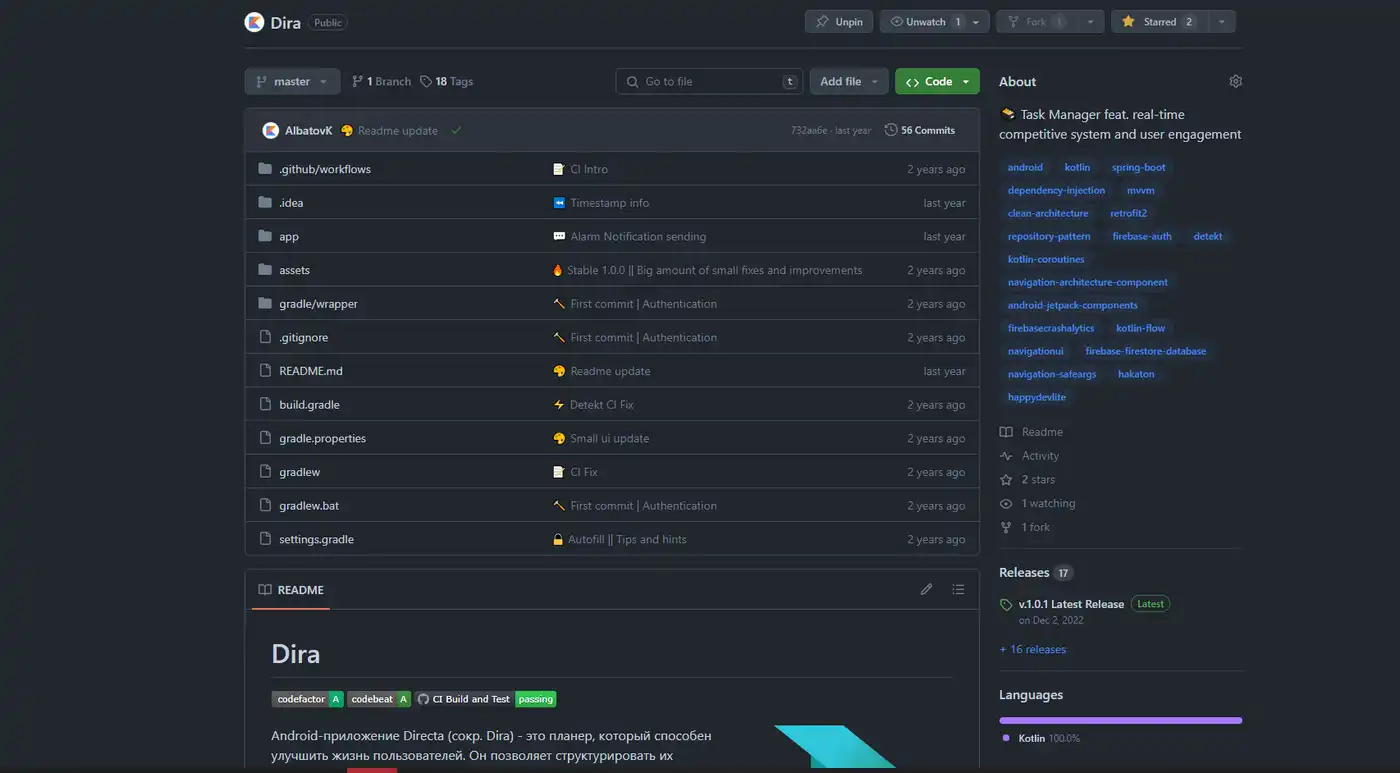 Dira Public Unpin Unwatch 1 Fork 1 Starred 2
master 1 Branch 18 Tags Go to file t Add file Code
AlbatovK Readme update 732aa6e · last year 56 Commits
.github/workflows CI Intro 2 years ago
.idea Timestamp info last year
app Alarm Notification sending last year
assets Stable 1.0.0 || Big amount of small fixes and improvements 2 years ago
gradle/wrapper First commit | Authentication 2 years ago
.gitignore First commit | Authentication 2 years ago
README.md Readme update last year
build.gradle Detekt CI Fix 2 years ago
gradle.properties Small ui update 2 years ago
gradlew CI Fix 2 years ago
gradlew.bat First commit | Authentication 2 years ago
settings.gradle Autofill || Tips and hints 2 years ago
README
Dira
codefactor A codebeat A CI Build and Test passing
Android-приложение Directa (сокр. Dira) - это планер, который способен
улучшить жизнь пользователей. Он позволяет структурировать их
About
Task Manager feat. real-time
competitive system and user engagement
android kotlin spring-boot
dependency-injection mvvm
clean-architecture retrofit2
repository-pattern firebase-auth detekt
kotlin-coroutines
navigation-architecture-component
android-jetpack-components
firebasecrashalytics kotlin-flow
navigationui firebase-firestore-database
navigation-safeargs hakaton
happydevlite
Readme
Activity
2 stars
1 watching
1 fork
Releases 17
v.1.0.1 Latest Release Latest
on Dec 2, 2022
+ 16 releases
Languages
Kotlin 100.0%